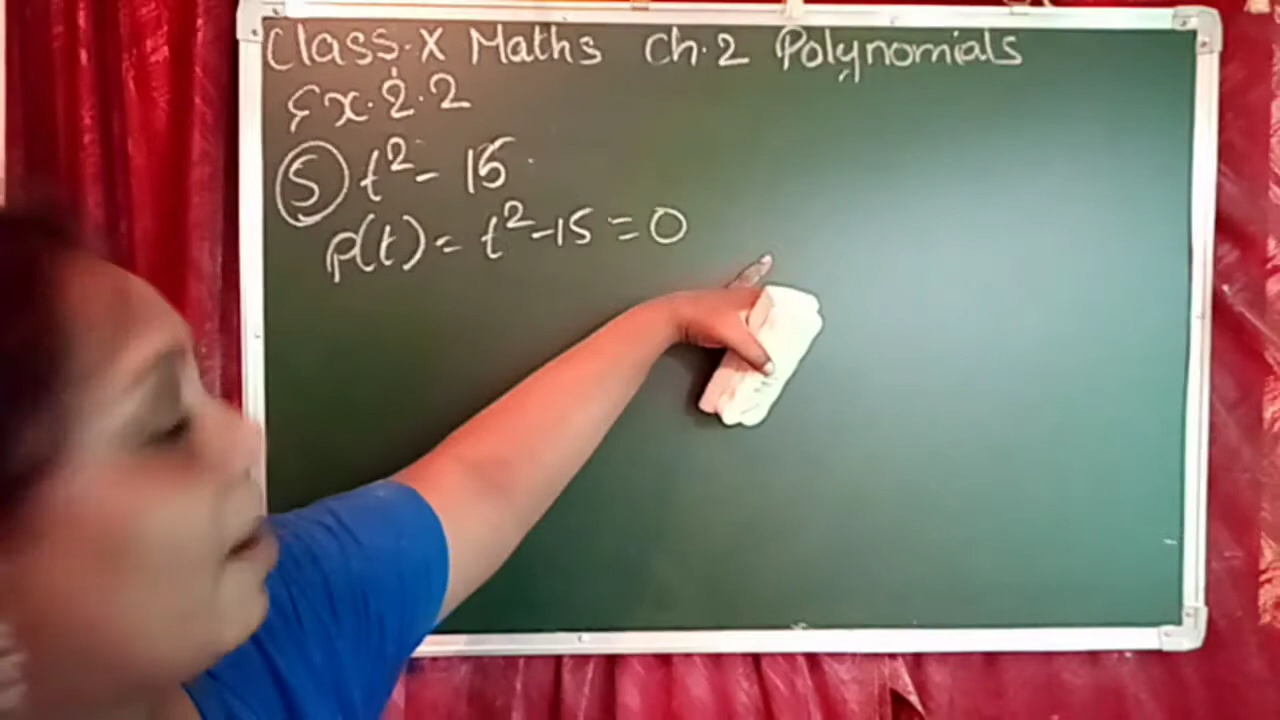 Class.X Maths Ch.2 Polynomials
Ex.2.2
5 t²- 15
p(t) = t²-15 = 0